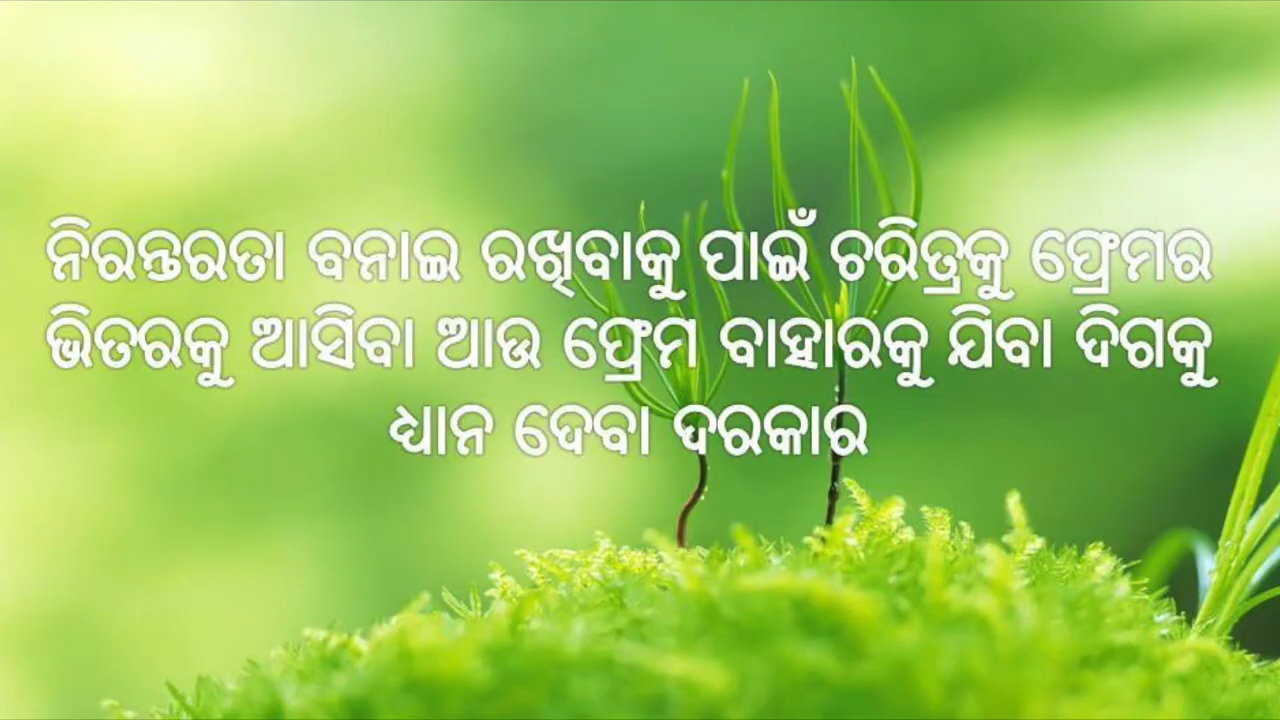 ନିରନ୍ତରତା ବନାଇ ରଖିବାକୁ ପାଇଁ ଚରିତ୍ରକୁ ଫ୍ରେମର
ଭିତରକୁ ଆସିବା ଆଉ ଫ୍ରେମ ବାହାରକୁ ଯିବା ଦିଗକୁ
ଧ୍ୟାନ ଦେବା ଦରକାର